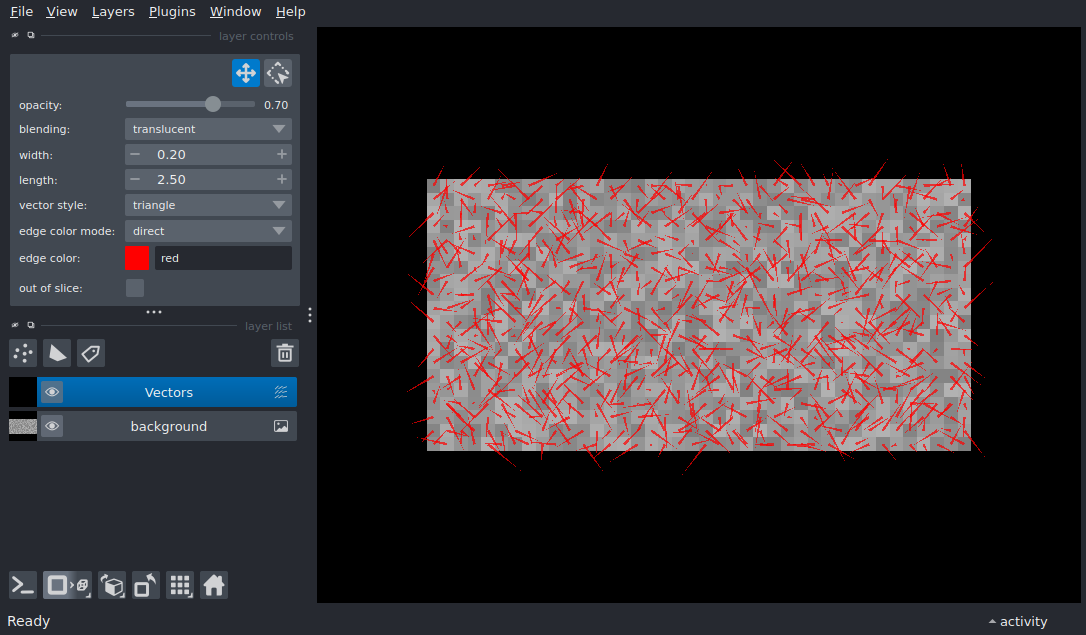 File View Layers Plugins Window Help
layer controls
opacity: 0.70
blending: translucent
width: 0.20
length: 2.50
vector style: triangle
edge color mode: direct
edge color: red
out of slice:
layer list
Vectors
background
Ready
activity